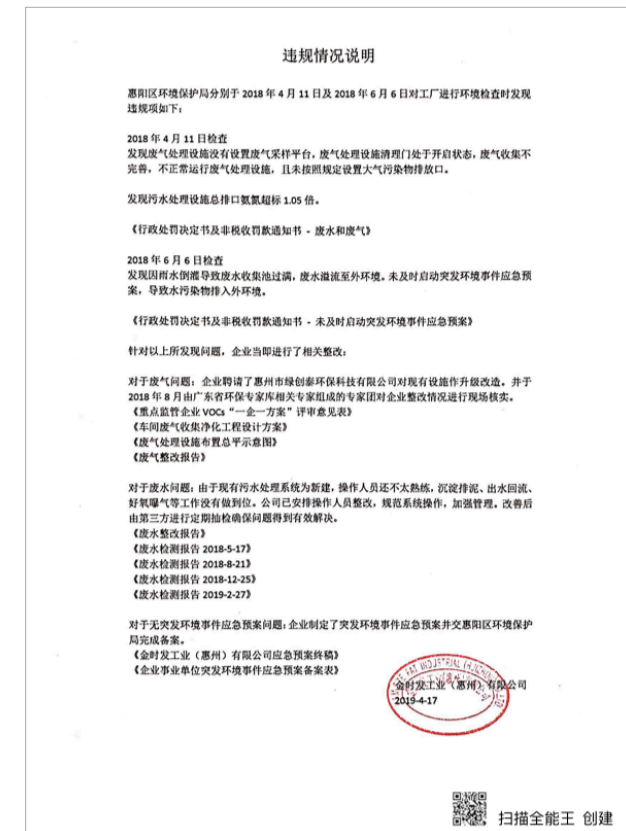 违规情况说明
惠阳区环境保护局分别于 2018 年 4 月 11 日及 2018 年 6 月 6 日对工厂进行环境检查时发现
违规项如下：
2018 年 4 月 11 日检查
发现废气处理设施没有设置废气采样平台，废气处理设施清理门处于开启状态，废气收集不
完善，不正常运行废气处理设施，且未按照规定设置大气污染物排放口。
发现污水处理设施总排口氨氮超标 1.05 倍。
《行政处罚决定书及非税收罚款通知书 - 废水和废气》
2018 年 6 月 6 日检查
发现因雨水倒灌导致废水收集池过满，废水溢流至外环境。未及时启动突发环境事件应急预
案，导致水污染物排入外环境。
《行政处罚决定书及非税收罚款通知书 - 未及时启动突发环境事件应急预案》
针对以上所发现问题，企业当即进行了相关整改：
对于废气问题：企业聘请了惠州市绿创泰环保科技有限公司对现有设施作升级改造。并于
2018 年 8 月由广东省环保专家库相关专家组成的专家团对企业整改情况进行现场核实。
《重点监管企业 VOCs“一企一方案”评审意见表》
《车间废气收集净化工程设计方案》
《废气处理设施布置总平示意图》
《废气整改报告》
对于废水问题：由于现有污水处理系统为新建，操作人员还不太熟练，沉淀排泥、出水回流、
好氧曝气等工作没有做到位。公司已安排操作人员整改，规范系统操作，加强管理。改善后
由第三方进行定期抽检确保问题得到有效解决。
《废水整改报告》
《废水检测报告 2018-5-17》
《废水检测报告 2018-8-21》
《废水检测报告 2018-12-25》
《废水检测报告 2019-2-27》
对于无突发环境事件应急预案问题：企业制定了突发环境事件应急预案并交惠阳区环境保护
局完成备案。
《金时发工业（惠州）有限公司应急预案终稿》
《企业事业单位突发环境事件应急预案备案表》
金时发工业（惠州）有限公司
2019-4-17
扫描全能王 创建